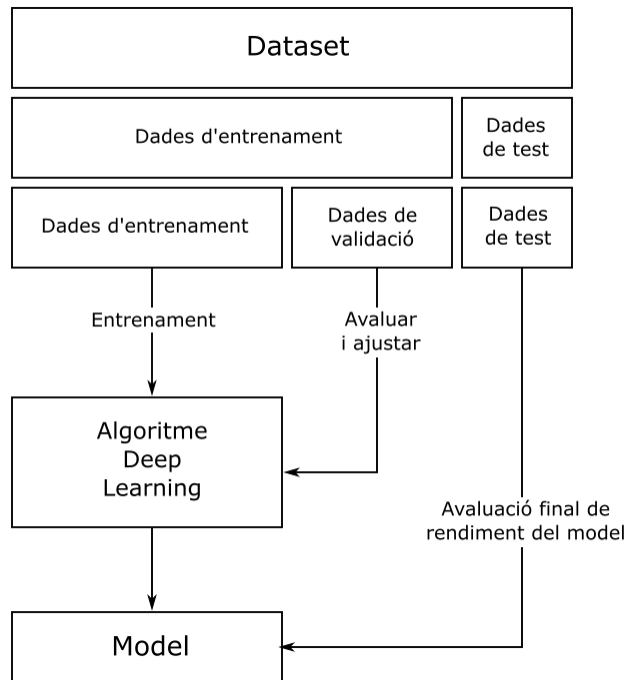 Dataset
Dades d'entrenament
Dades
de test
Dades d'entrenament
Dades de
validació
Dades
de test
Entrenament
Avaluar
i ajustar
Algoritme
Deep
Learning
Avaluació final de
rendiment del model
Model